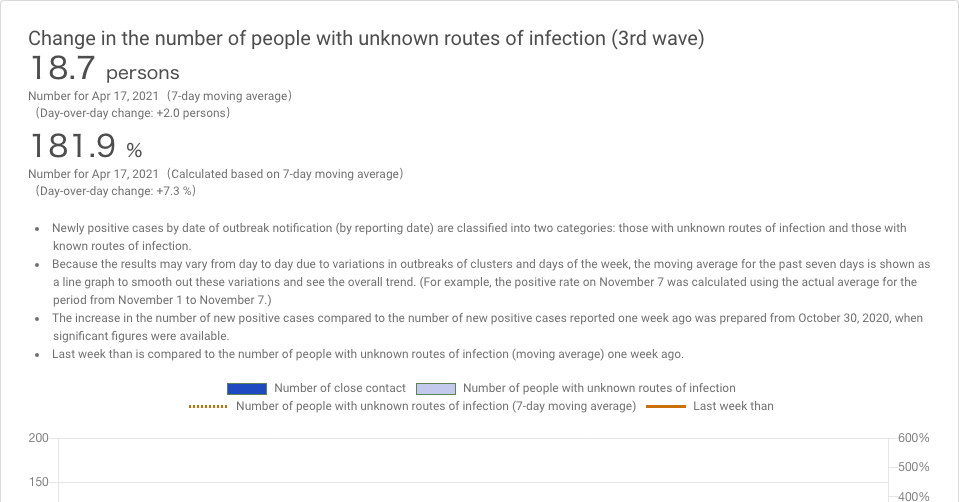 Change in the number of people with unknown routes of infection (3rd wave)
18.7 persons
Number for Apr 17, 2021（7-day moving average）
（Day-over-day change: +2.0 persons）
181.9 %
Number for Apr 17, 2021（Calculated based on 7-day moving average）
（Day-over-day change: +7.3 %）
• Newly positive cases by date of outbreak notification (by reporting date) are classified into two categories: those with unknown routes of infection and those with
known routes of infection.
• Because the results may vary from day to day due to variations in outbreaks of clusters and days of the week, the moving average for the past seven days is shown as
a line graph to smooth out these variations and see the overall trend. (For example, the positive rate on November 7 was calculated using the actual average for the
period from November 1 to November 7.)
• The increase in the number of new positive cases compared to the number of new positive cases reported one week ago was prepared from October 30, 2020, when
significant figures were available.
• Last week than is compared to the number of people with unknown routes of infection (moving average) one week ago.
Number of close contact Number of people with unknown routes of infection
Number of people with unknown routes of infection (7-day moving average) Last week than
200 600%
500%
150
400%